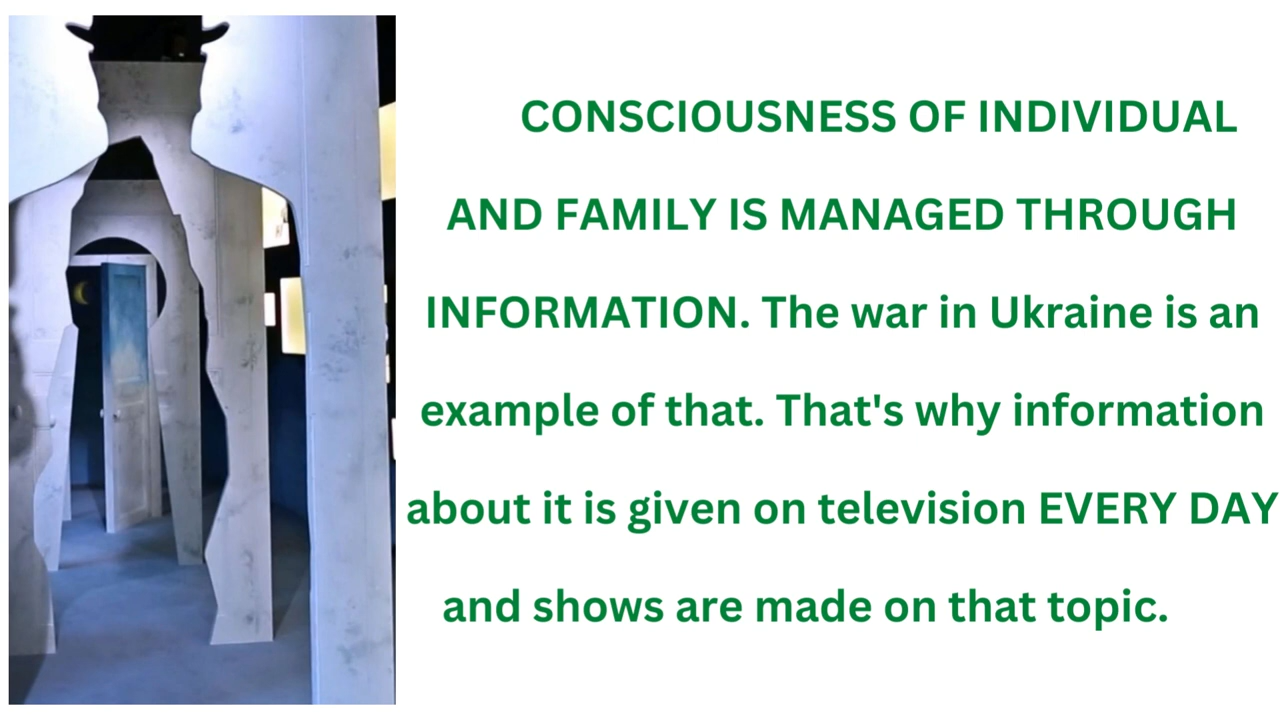 CONSCIOUSNESS OF INDIVIDUAL
AND FAMILY IS MANAGED THROUGH
INFORMATION. The war in Ukraine is an
example of that. That's why information
about it is given on television EVERY DAY
and shows are made on that topic.